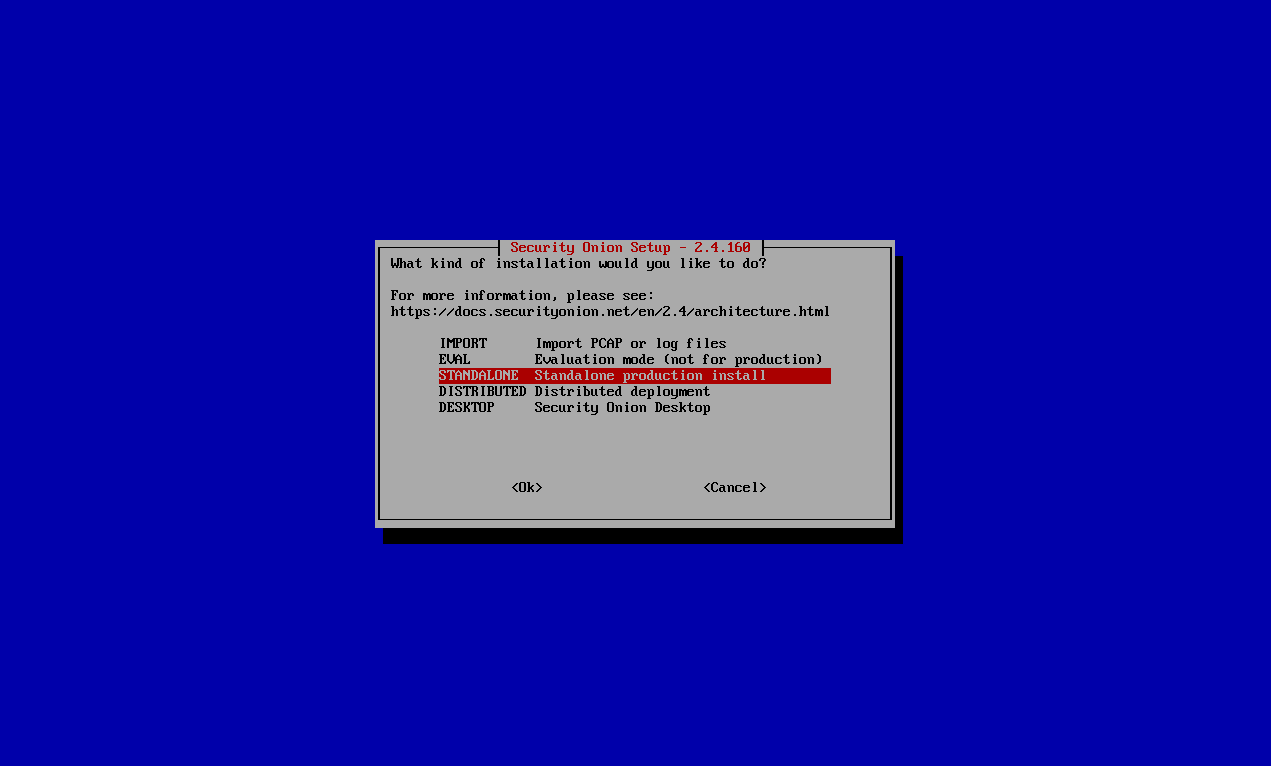 Security Onion Setup - 2.4.160
What kind of installation would you like to do?
For more information, please see:
https://docs.securityonion.net/en/2.4/architecture.html
IMPORT Import PCAP or log files
EVAL Evaluation mode (not for production)
STANDALONE Standalone production install
DISTRIBUTED Distributed deployment
DESKTOP Security Onion Desktop
<Ok> <Cancel>